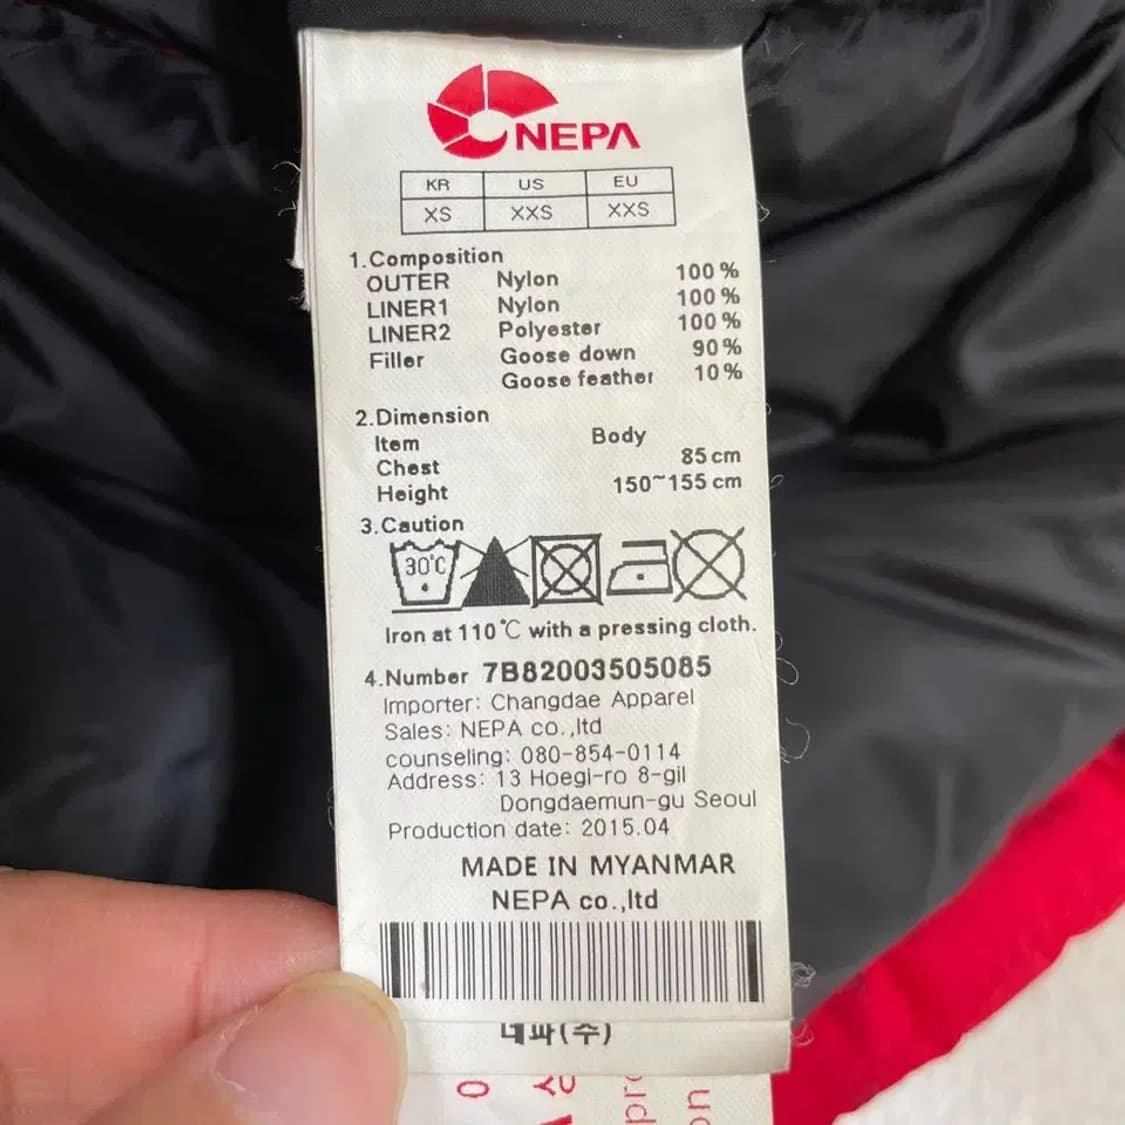 NEPA
KR US EU
XS XXS XXS
1.Composition
OUTER Nylon 100%
LINER1 Nylon 100%
LINER2 Polyester 100%
Filler Goose down 90%
Goose feather 10%
2.Dimension
Item Body
Chest 85cm
Height 150~155cm
3.Caution
30℃
Iron at 110℃ with a pressing cloth.
4.Number 7B82003505085
Importer: Changdae Apparel
Sales: NEPA co.,ltd
counseling: 080-854-0114
Address: 13 Hoegi-ro 8-gil
Dongdaemun-gu Seoul
Production date: 2015.04
MADE IN MYANMAR
NEPA co.,ltd
네파(주)